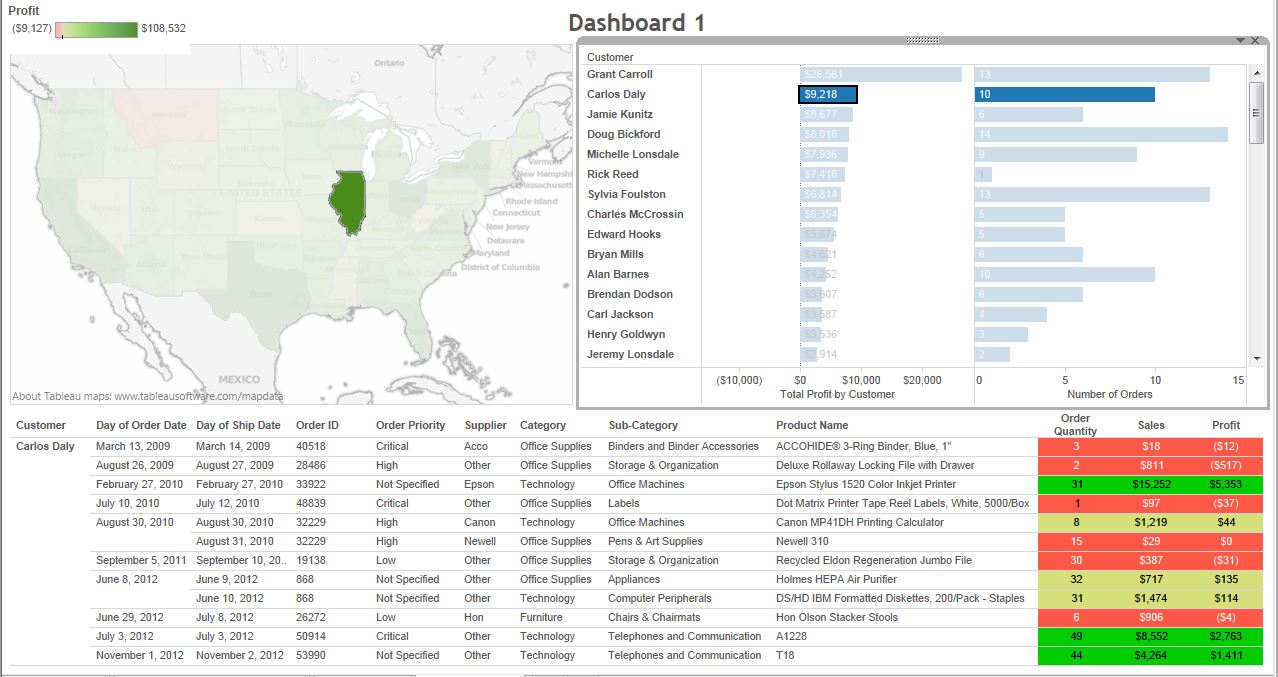 Profit
($9,127) $108,532
Dashboard 1
Ontario
Washington
Montana
Oregon
Idaho
Wyoming
North Dakota
South Dakota
Minnesota
Wisconsin
UNITED STATES
Utah
Colorado
Kansas
Oklahoma
Arizona
New Mexico
Texas
South Carolina
Vermont
New Hampshi
Massachusett
Rhode Island
Connecticut
New Jersey
Delaware
Maryland
District of Columbia
MEXICO
About Tableau maps: www.tableausoftware.com/mapdata
Customer
Grant Carroll $26,561 13
Carlos Daly $9,218 10
Jamie Kunitz $8,677 6
Doug Bickford $8,016 14
Michelle Lonsdale $7,936 9
Rick Reed $7,416 1
Sylvia Foulston $6,814 13
Charles McCrossin $6,354 5
Edward Hooks $5,674 5
Bryan Mills $4,621 6
Alan Barnes $4,252 10
Brendan Dodson $3,607 6
Carl Jackson $3,587 4
Henry Goldwyn $3,536 3
Jeremy Lonsdale $2,914 2
($10,000) $0 $10,000 $20,000 0 5 10 15
Total Profit by Customer Number of Orders
Customer Day of Order Date Day of Ship Date Order ID Order Priority Supplier Category Sub-Category Product Name Order Quantity Sales Profit
Carlos Daly March 13, 2009 March 14, 2009 40518 Critical Acco Office Supplies Binders and Binder Accessories ACCOHIDE® 3-Ring Binder, Blue, 1" 3 $18 ($12)
August 26, 2009 August 27, 2009 28486 High Other Office Supplies Storage & Organization Deluxe Rollaway Locking File with Drawer 2 $811 ($517)
February 27, 2010 February 27, 2010 33922 Not Specified Epson Technology Office Machines Epson Stylus 1520 Color Inkjet Printer 31 $15,252 $5,353
July 10, 2010 July 12, 2010 48839 Critical Other Office Supplies Labels Dot Matrix Printer Tape Reel Labels, White, 5000/Box 1 $97 ($37)
August 30, 2010 August 30, 2010 32229 High Canon Technology Office Machines Canon MP41DH Printing Calculator 8 $1,219 $44
August 31, 2010 32229 High Newell Office Supplies Pens & Art Supplies Newell 310 15 $29 $0
September 5, 2011 September 10, 20.. 19138 Low Other Office Supplies Storage & Organization Recycled Eldon Regeneration Jumbo File 30 $387 ($31)
June 8, 2012 June 9, 2012 868 Not Specified Other Office Supplies Appliances Holmes HEPA Air Purifier 32 $717 $135
June 10, 2012 868 Not Specified Other Technology Computer Peripherals DS/HD IBM Formatted Diskettes, 200/Pack - Staples 31 $1,474 $114
June 29, 2012 July 8, 2012 26272 Low Hon Furniture Chairs & Chairmats Hon Olson Stacker Stools 6 $906 ($4)
July 3, 2012 July 3, 2012 50914 Critical Other Technology Telephones and Communication A1228 49 $8,552 $2,763
November 1, 2012 November 2, 2012 53990 Not Specified Other Technology Telephones and Communication T18 44 $4,264 $1,411